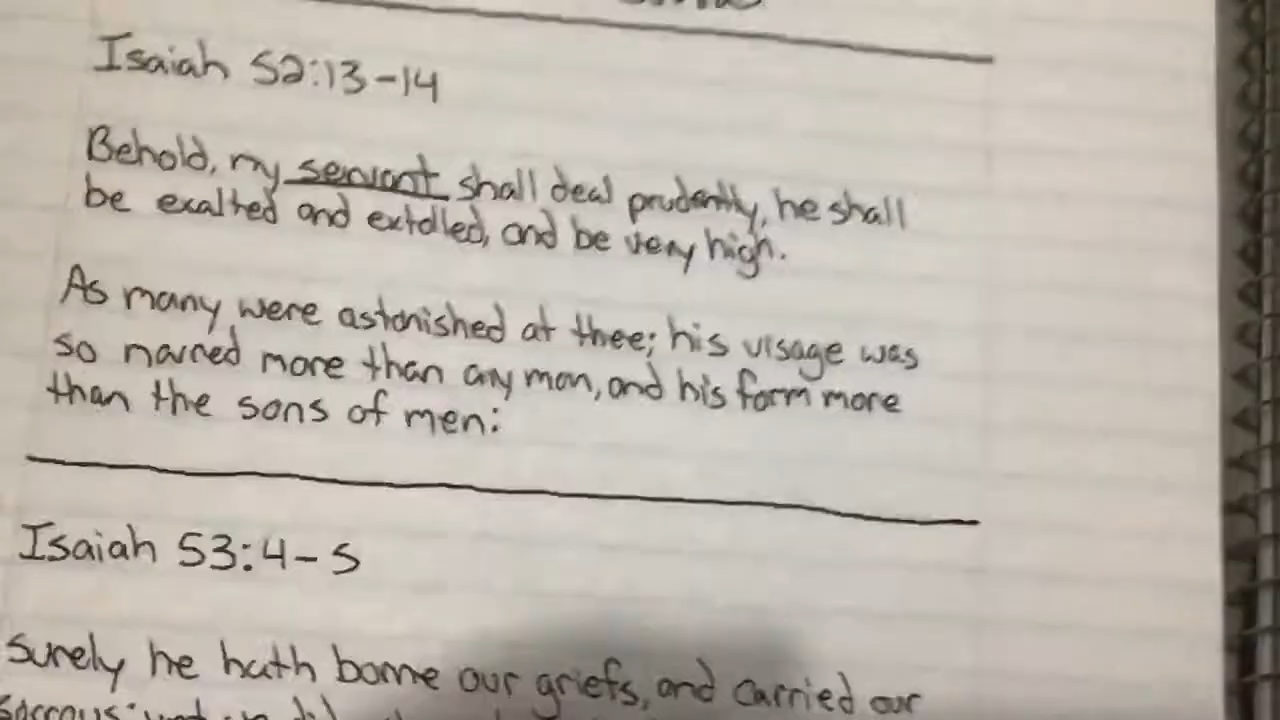 Isaiah 52:13-14
Behold, my servant shall deal prudently, he shall
be exalted and extolled, and be very high.
As many were astonished at thee; his visage was
so marred more than any man, and his form more
than the sons of men:
Isaiah 53:4-5
Surely he hath borne our griefs, and carried our